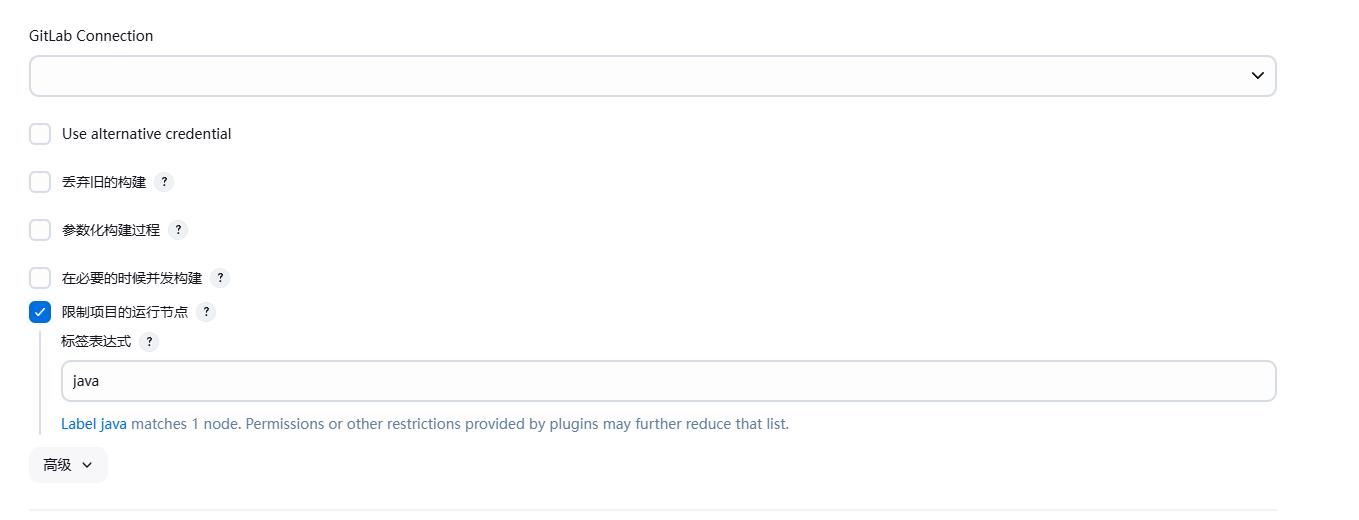 GitLab Connection
Use alternative credential
丢弃旧的构建 ?
参数化构建过程 ?
在必要的时候并发构建 ?
限制项目的运行节点 ?
标签表达式 ?
java
Label java matches 1 node. Permissions or other restrictions provided by plugins may further reduce that list.
高级